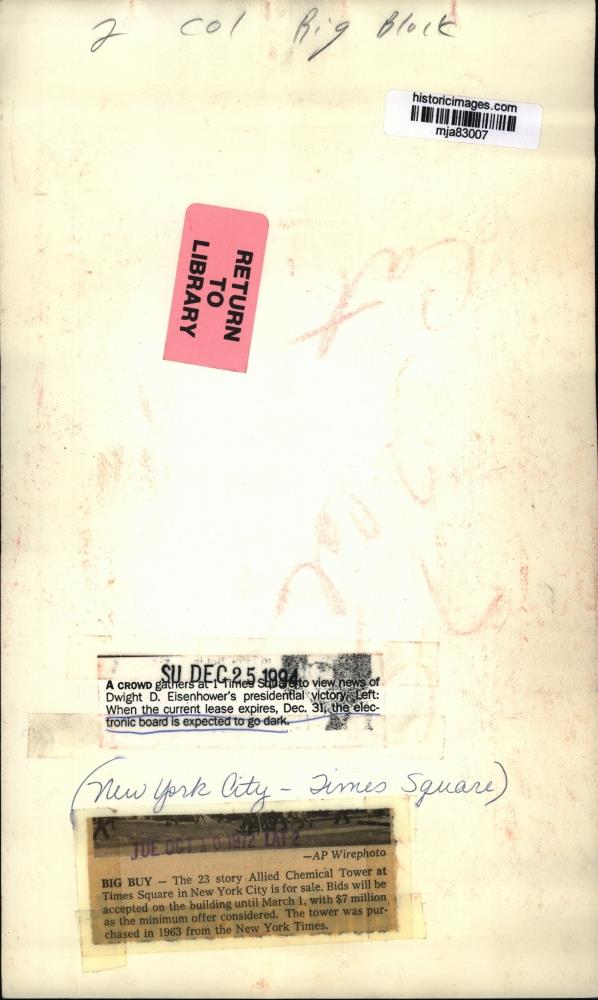 2 col Big Block
historicimages.com
mja83007
RETURN
TO
LIBRARY
Cat
SU DEC 25 1994
A CROWD gathers at 1 Times Square to view news of
Dwight D. Eisenhower's presidential victory. Left:
When the current lease expires, Dec. 31, the elec-
tronic board is expected to go dark.
(New York City - Times Square)
TUE OCT 10 1972 LAT 2
—AP Wirephoto
BIG BUY — The 23 story Allied Chemical Tower at
Times Square in New York City is for sale. Bids will be
accepted on the building until March 1, with $7 million
as the minimum offer considered. The tower was pur-
chased in 1963 from the New York Times.